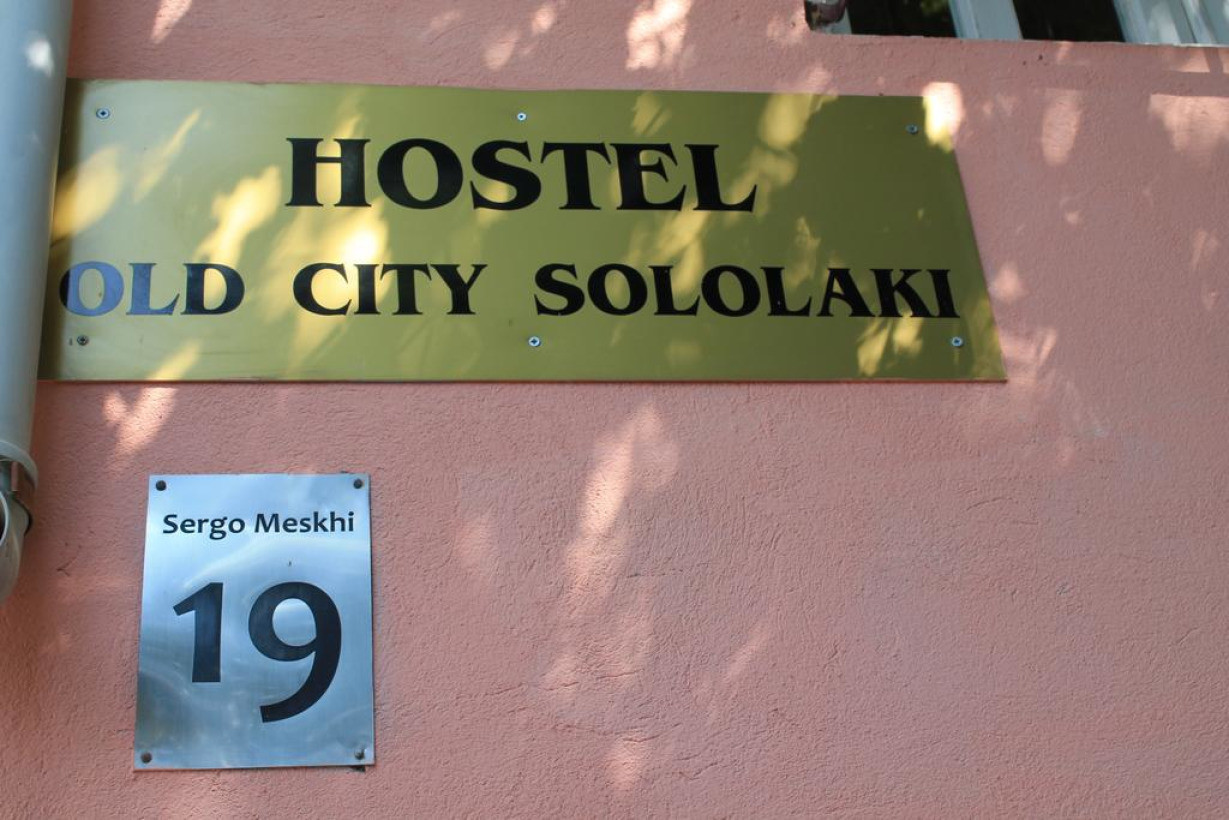 HOSTEL
OLD CITY SOLOLAKI
Sergo Meskhi
19